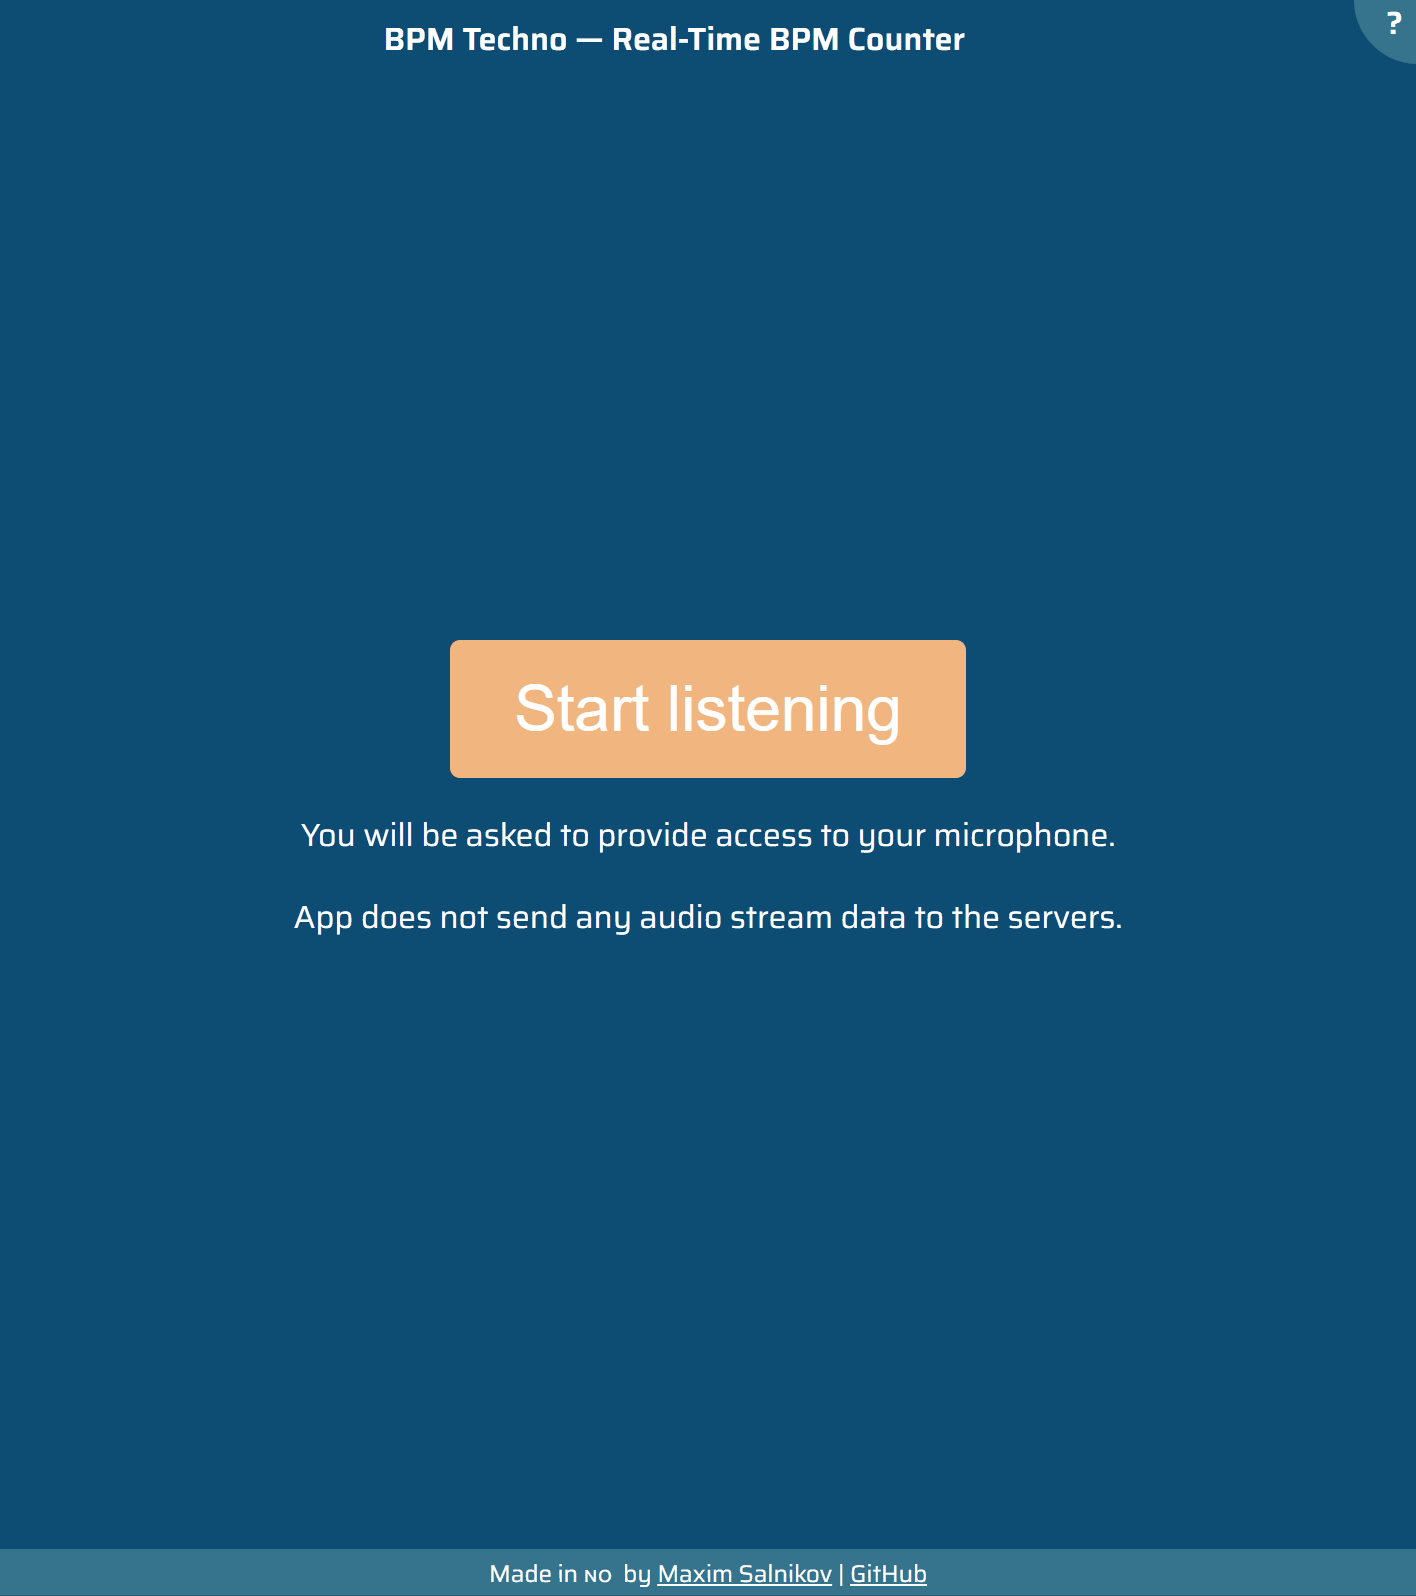 BPM Techno — Real-Time BPM Counter
?
Start listening
You will be asked to provide access to your microphone.
App does not send any audio stream data to the servers.
Made in NO by Maxim Salnikov | GitHub